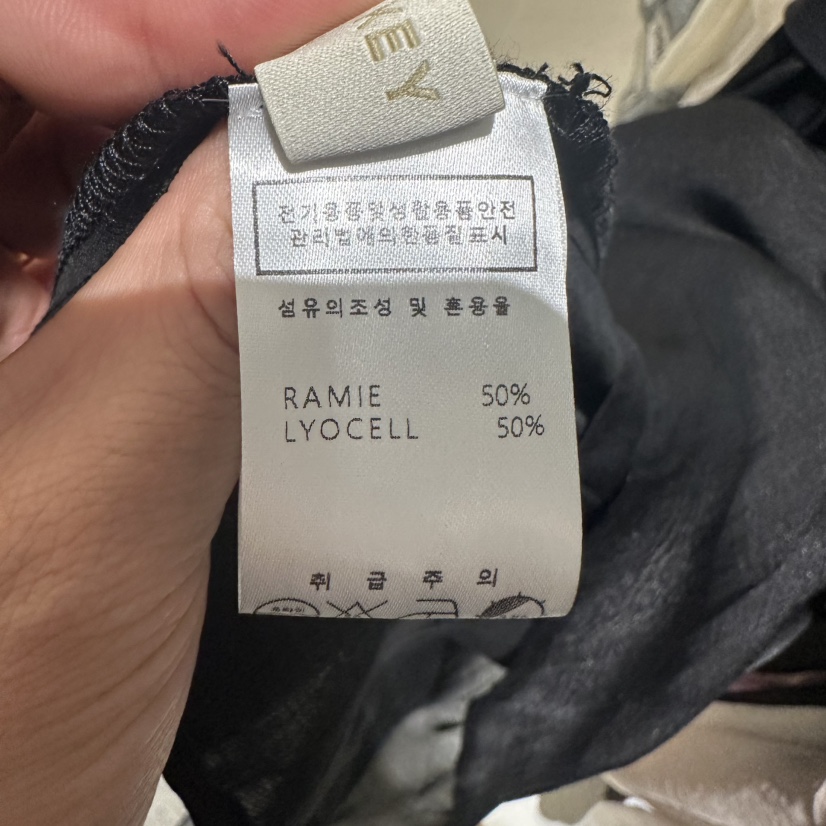 KEY
전기용품및생활용품안전
관리법에의한품질표시
섬유의조성 및 혼용율
RAMIE 50%
LYOCELL 50%
취 급 주 의